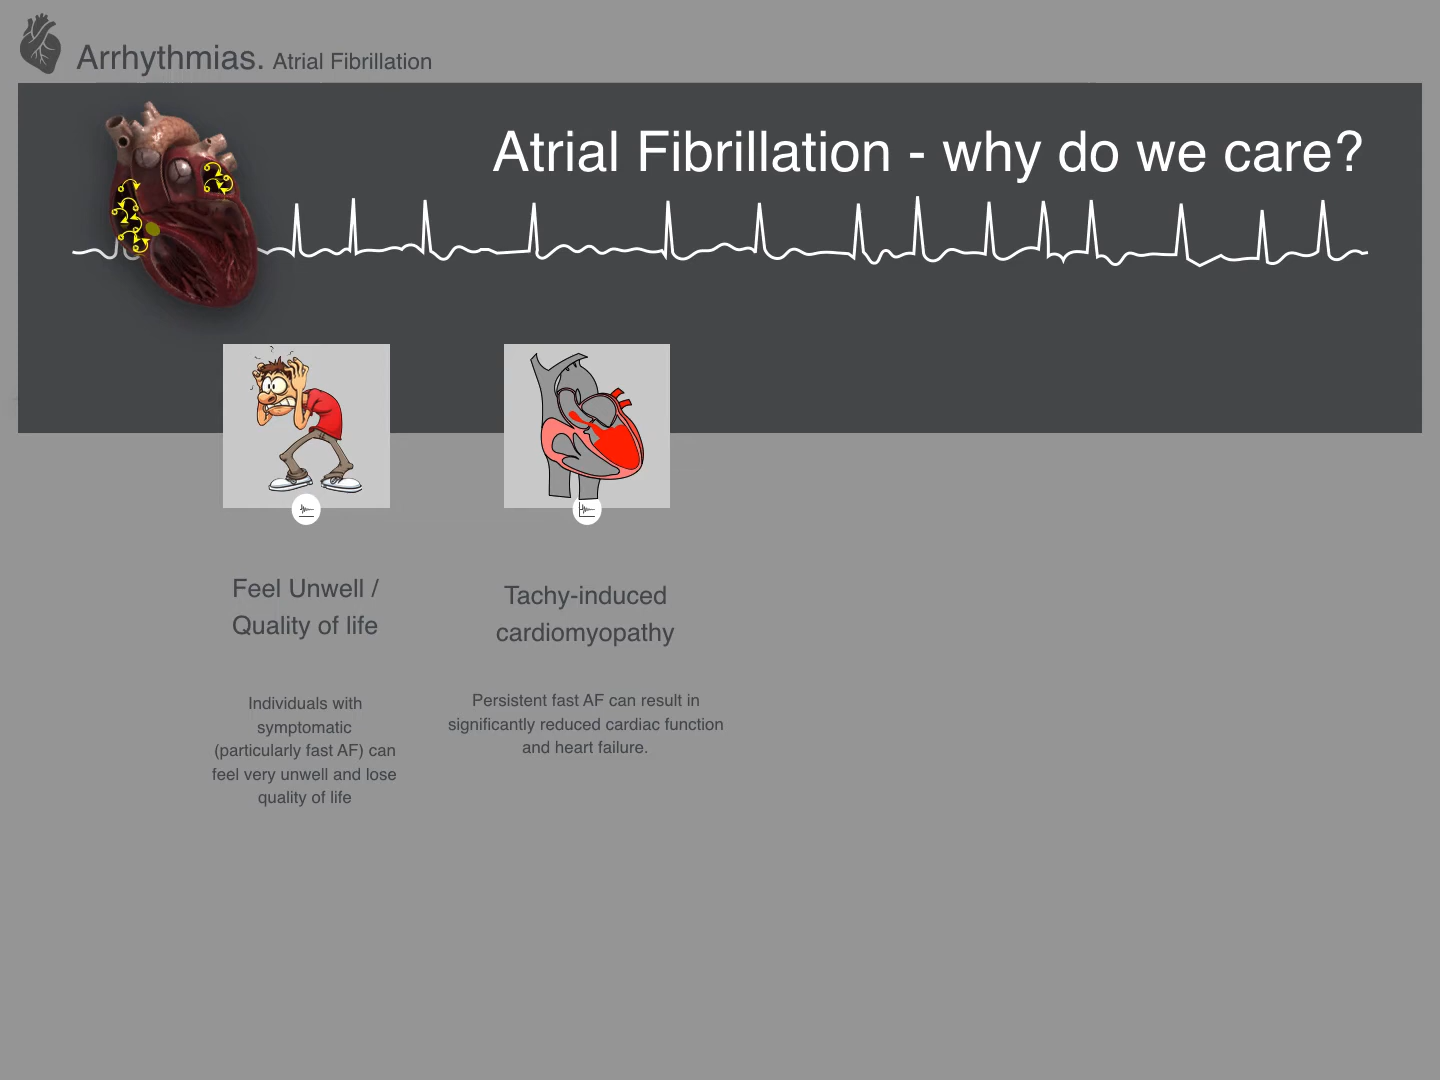 Arrhythmias. Atrial Fibrillation
Atrial Fibrillation - why do we care?
Feel Unwell /
Quality of life
Individuals with
symptomatic
(particularly fast AF) can
feel very unwell and lose
quality of life
Tachy-induced
cardiomyopathy
Persistent fast AF can result in
significantly reduced cardiac function
and heart failure.